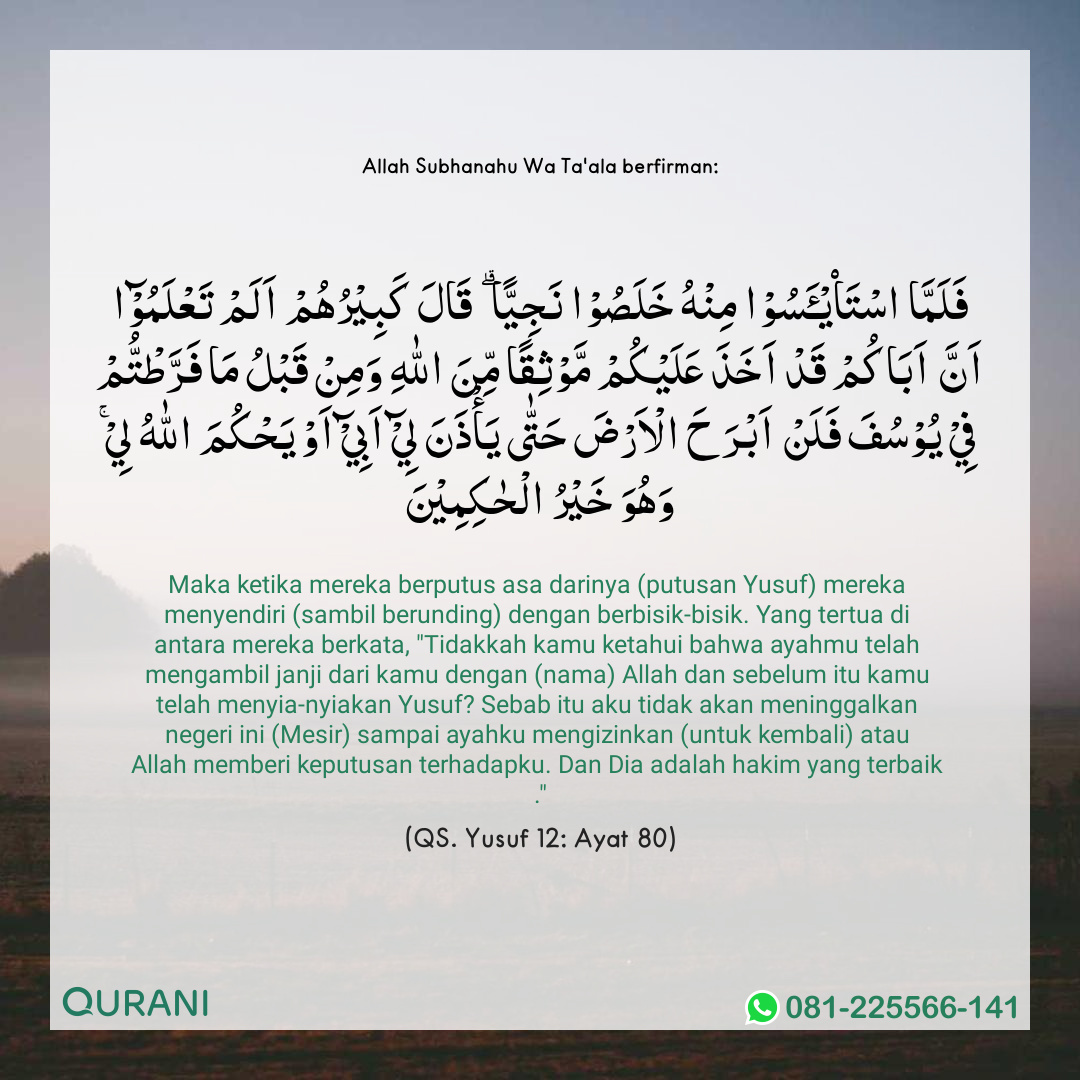 Allah Subhanahu Wa Ta'ala berfirman:
فَلَمَّا اسْتَاْيْـَٔسُوْا مِنْهُ خَلَصُوْا نَجِيًّاۗ قَالَ كَبِيْرُهُمْ اَلَمْ تَعْلَمُوْٓا
اَنَّ اَبَاكُمْ قَدْ اَخَذَ عَلَيْكُمْ مَّوْثِقًا مِّنَ اللّٰهِ وَمِنْ قَبْلُ مَا فَرَّطْتُّمْ
فِيْ يُوْسُفَ فَلَنْ اَبْرَحَ الْاَرْضَ حَتّٰى يَأْذَنَ لِيْٓ اَبِيْٓ اَوْ يَحْكُمَ اللّٰهُ لِيْۚ
وَهُوَ خَيْرُ الْحٰكِمِيْنَ
Maka ketika mereka berputus asa darinya (putusan Yusuf) mereka
menyendiri (sambil berunding) dengan berbisik-bisik. Yang tertua di
antara mereka berkata, "Tidakkah kamu ketahui bahwa ayahmu telah
mengambil janji dari kamu dengan (nama) Allah dan sebelum itu kamu
telah menyia-nyiakan Yusuf? Sebab itu aku tidak akan meninggalkan
negeri ini (Mesir) sampai ayahku mengizinkan (untuk kembali) atau
Allah memberi keputusan terhadapku. Dan Dia adalah hakim yang terbaik
."
(QS. Yusuf 12: Ayat 80)
QURANI
081-225566-141